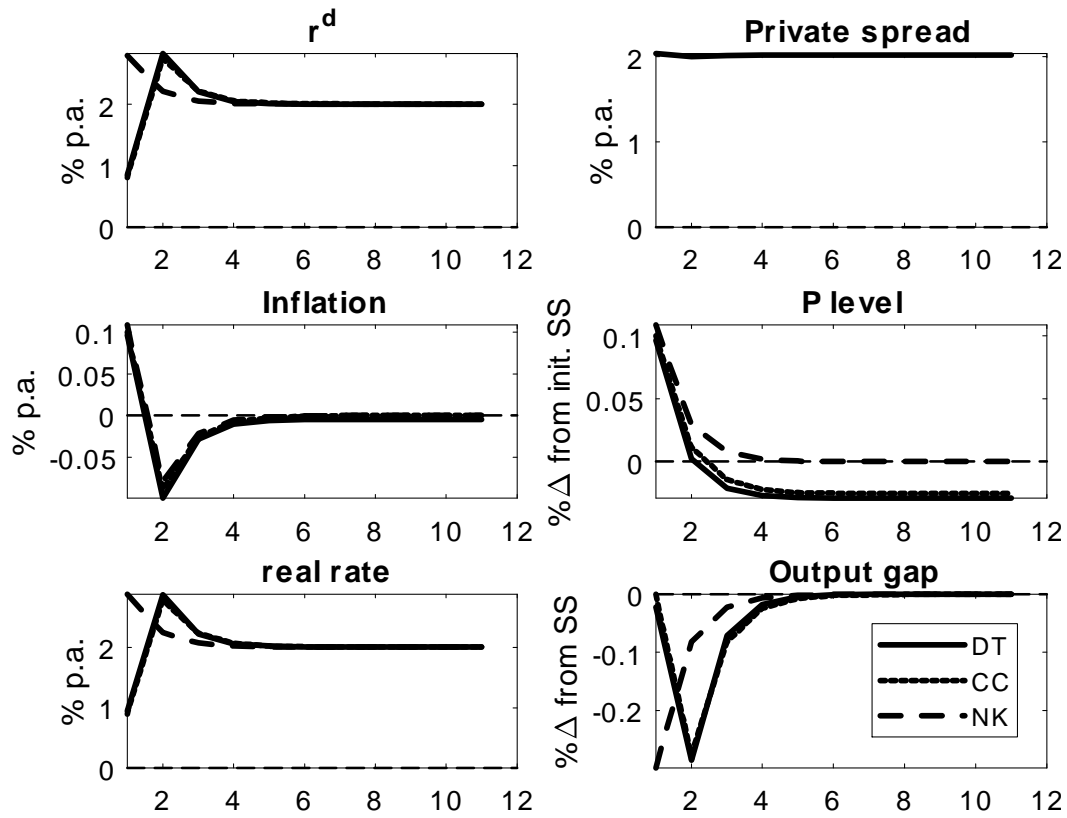 r^d
Private spread
% p.a.
2
1
0
2 4 6 8 10 12
% p.a.
2
1
0
2 4 6 8 10 12
Inflation
P level
% p.a.
0.1
0.05
0
-0.05
2 4 6 8 10 12
%Δ from init. SS
0.1
0.05
0
2 4 6 8 10 12
real rate
Output gap
% p.a.
2
1
0
2 4 6 8 10 12
%Δ from SS
0
-0.1
-0.2
2 4 6 8 10 12
DT
CC
NK